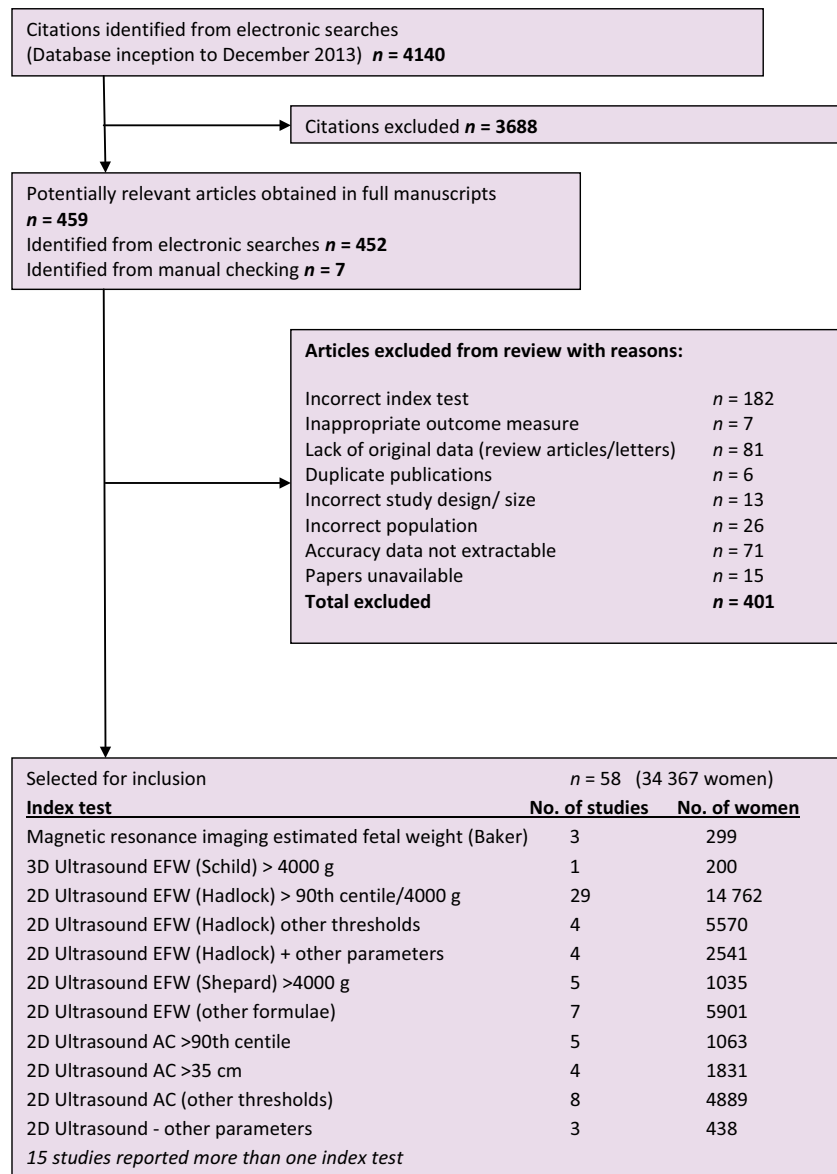 Citations identified from electronic searches
(Database inception to December 2013) n = 4140
Citations excluded n = 3688
Potentially relevant articles obtained in full manuscripts
n = 459
Identified from electronic searches n = 452
Identified from manual checking n = 7
Articles excluded from review with reasons:
Incorrect index test n = 182
Inappropriate outcome measure n = 7
Lack of original data (review articles/letters) n = 81
Duplicate publications n = 6
Incorrect study design/ size n = 13
Incorrect population n = 26
Accuracy data not extractable n = 71
Papers unavailable n = 15
Total excluded n = 401
Selected for inclusion n = 58 (34 367 women)
Index test No. of studies No. of women
Magnetic resonance imaging estimated fetal weight (Baker) 3 299
3D Ultrasound EFW (Schild) > 4000 g 1 200
2D Ultrasound EFW (Hadlock) > 90th centile/4000 g 29 14 762
2D Ultrasound EFW (Hadlock) other thresholds 4 5570
2D Ultrasound EFW (Hadlock) + other parameters 4 2541
2D Ultrasound EFW (Shepard) >4000 g 5 1035
2D Ultrasound EFW (other formulae) 7 5901
2D Ultrasound AC >90th centile 5 1063
2D Ultrasound AC >35 cm 4 1831
2D Ultrasound AC (other thresholds) 8 4889
2D Ultrasound - other parameters 3 438
15 studies reported more than one index test